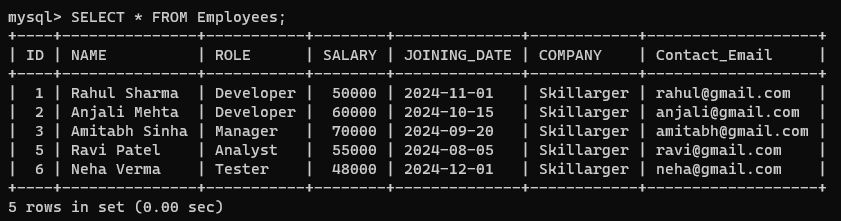 mysql> SELECT * FROM Employees;
+----+--------------+-----------+--------+--------------+------------+--------------------+
| ID | NAME         | ROLE      | SALARY | JOINING_DATE | COMPANY    | Contact_Email      |
+----+--------------+-----------+--------+--------------+------------+--------------------+
|  1 | Rahul Sharma  | Developer |  50000 | 2024-11-01   | Skillarger | rahul@gmail.com    |
|  2 | Anjali Mehta  | Developer |  60000 | 2024-10-15   | Skillarger | anjali@gmail.com   |
|  3 | Amitabh Sinha | Manager   |  70000 | 2024-09-20   | Skillarger | amitabh@gmail.com |
|  5 | Ravi Patel    | Analyst   |  55000 | 2024-08-05   | Skillarger | ravi@gmail.com     |
|  6 | Neha Verma    | Tester    |  48000 | 2024-12-01   | Skillarger | neha@gmail.com     |
+----+--------------+-----------+--------+--------------+------------+--------------------+
5 rows in set (0.00 sec)